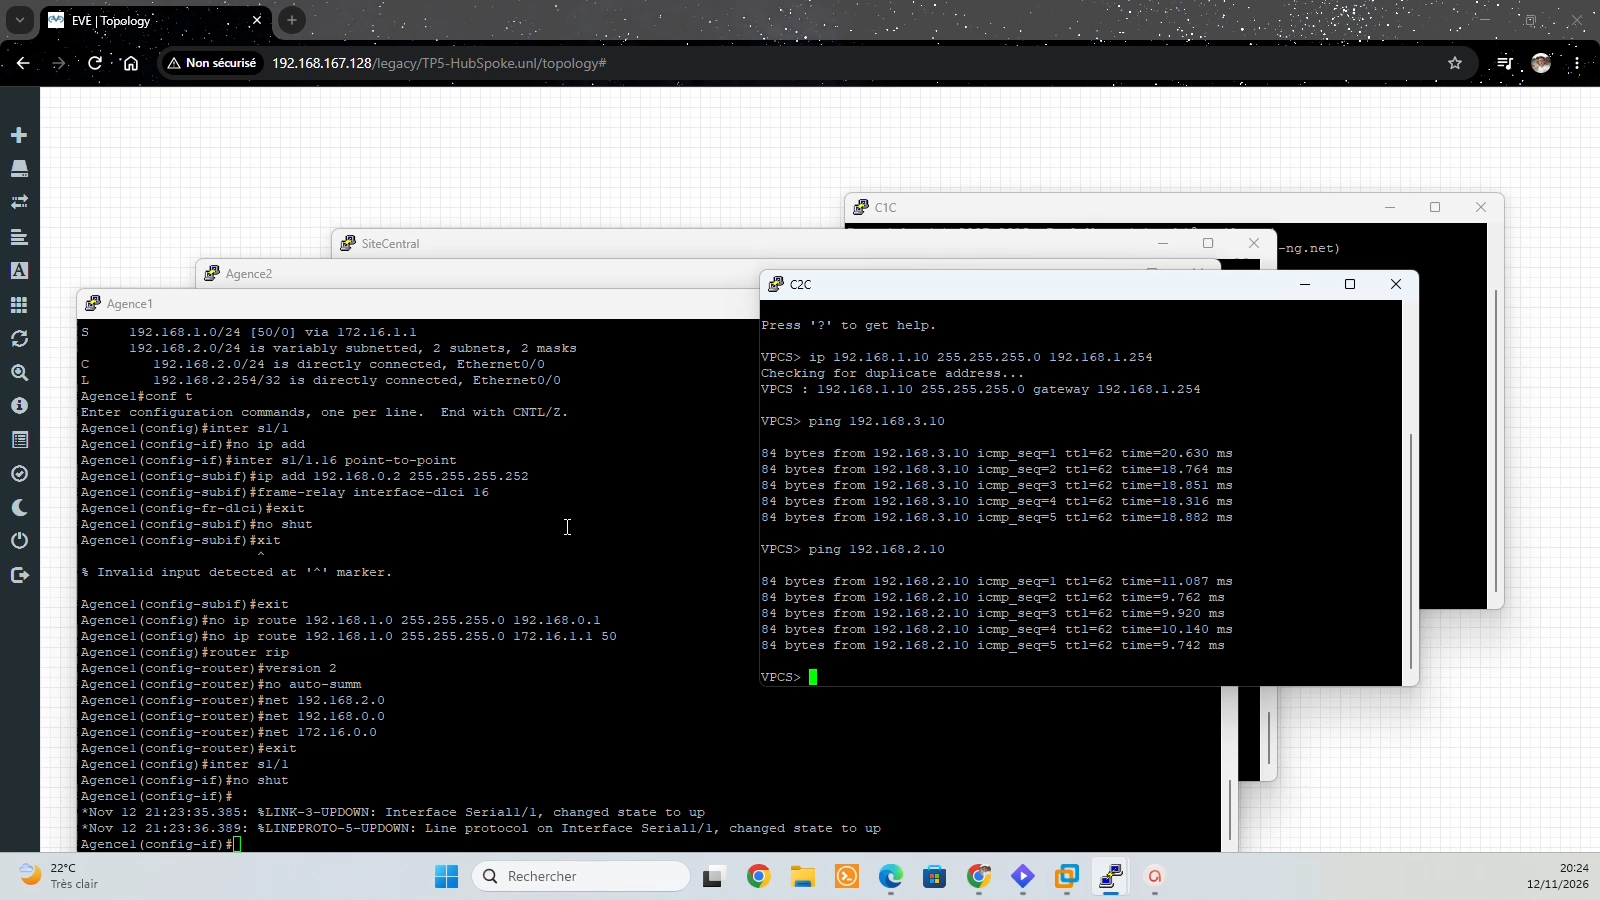 EVE | Topology
Non sécurisé
192.168.167.128/legacy/TP5-HubSpoke.unl/topology#
C1C
-ng.net)
SiteCentral
Agence2
Agence1
S     192.168.1.0/24 [50/0] via 172.16.1.1
192.168.2.0/24 is variably subnetted, 2 subnets, 2 masks
C        192.168.2.0/24 is directly connected, Ethernet0/0
L        192.168.2.254/32 is directly connected, Ethernet0/0
Agence1#conf t
Enter configuration commands, one per line.  End with CNTL/Z.
Agence1(config)#inter s1/1
Agence1(config-if)#no ip add
Agence1(config-if)#inter s1/1.16 point-to-point
Agence1(config-subif)#ip add 192.168.0.2 255.255.255.252
Agence1(config-subif)#frame-relay interface-dlci 16
Agence1(config-fr-dlci)#exit
Agence1(config-subif)#no shut
Agence1(config-subif)#xit
^
% Invalid input detected at '^' marker.
Agence1(config-subif)#exit
Agence1(config)#no ip route 192.168.1.0 255.255.255.0 192.168.0.1
Agence1(config)#no ip route 192.168.1.0 255.255.255.0 172.16.1.1 50
Agence1(config)#router rip
Agence1(config-router)#version 2
Agence1(config-router)#no auto-summ
Agence1(config-router)#net 192.168.2.0
Agence1(config-router)#net 192.168.0.0
Agence1(config-router)#net 172.16.0.0
Agence1(config-router)#exit
Agence1(config)#inter s1/1
Agence1(config-if)#no shut
Agence1(config-if)#
*Nov 12 21:23:35.385: %LINK-3-UPDOWN: Interface Serial1/1, changed state to up
*Nov 12 21:23:36.389: %LINEPROTO-5-UPDOWN: Line protocol on Interface Serial1/1, changed state to up
Agence1(config-if)#
C2C
Press '?' to get help.
VPCS> ip 192.168.1.10 255.255.255.0 192.168.1.254
Checking for duplicate address...
VPCS : 192.168.1.10 255.255.255.0 gateway 192.168.1.254
VPCS> ping 192.168.3.10
84 bytes from 192.168.3.10 icmp_seq=1 ttl=62 time=20.630 ms
84 bytes from 192.168.3.10 icmp_seq=2 ttl=62 time=18.764 ms
84 bytes from 192.168.3.10 icmp_seq=3 ttl=62 time=18.851 ms
84 bytes from 192.168.3.10 icmp_seq=4 ttl=62 time=18.316 ms
84 bytes from 192.168.3.10 icmp_seq=5 ttl=62 time=18.882 ms
VPCS> ping 192.168.2.10
84 bytes from 192.168.2.10 icmp_seq=1 ttl=62 time=11.087 ms
84 bytes from 192.168.2.10 icmp_seq=2 ttl=62 time=9.762 ms
84 bytes from 192.168.2.10 icmp_seq=3 ttl=62 time=9.920 ms
84 bytes from 192.168.2.10 icmp_seq=4 ttl=62 time=10.140 ms
84 bytes from 192.168.2.10 icmp_seq=5 ttl=62 time=9.742 ms
VPCS>
22°C
Très clair
Rechercher
20:24
12/11/2026